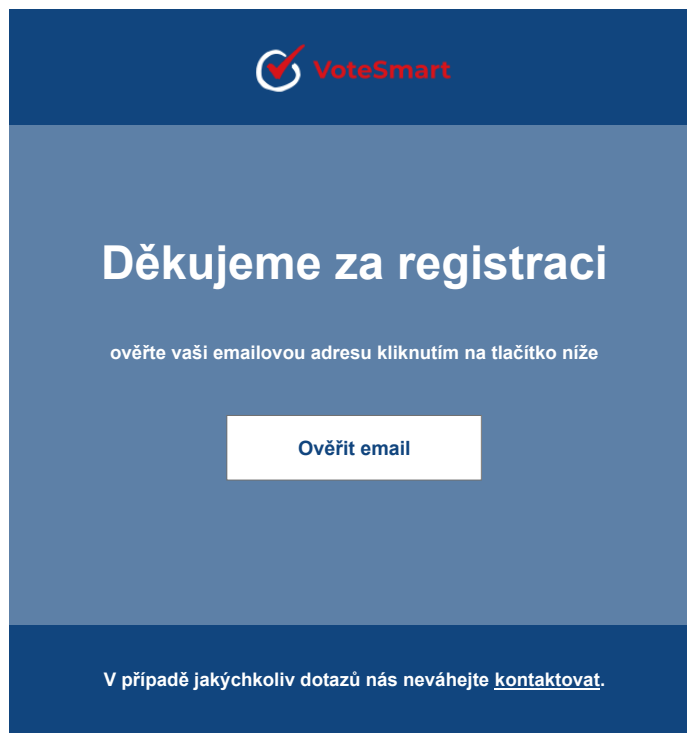 VoteSmart
Děkujeme za registraci
ověřte vaši emailovou adresu kliknutím na tlačítko níže
Ověřit email
V případě jakýchkoliv dotazů nás neváhejte kontaktovat.